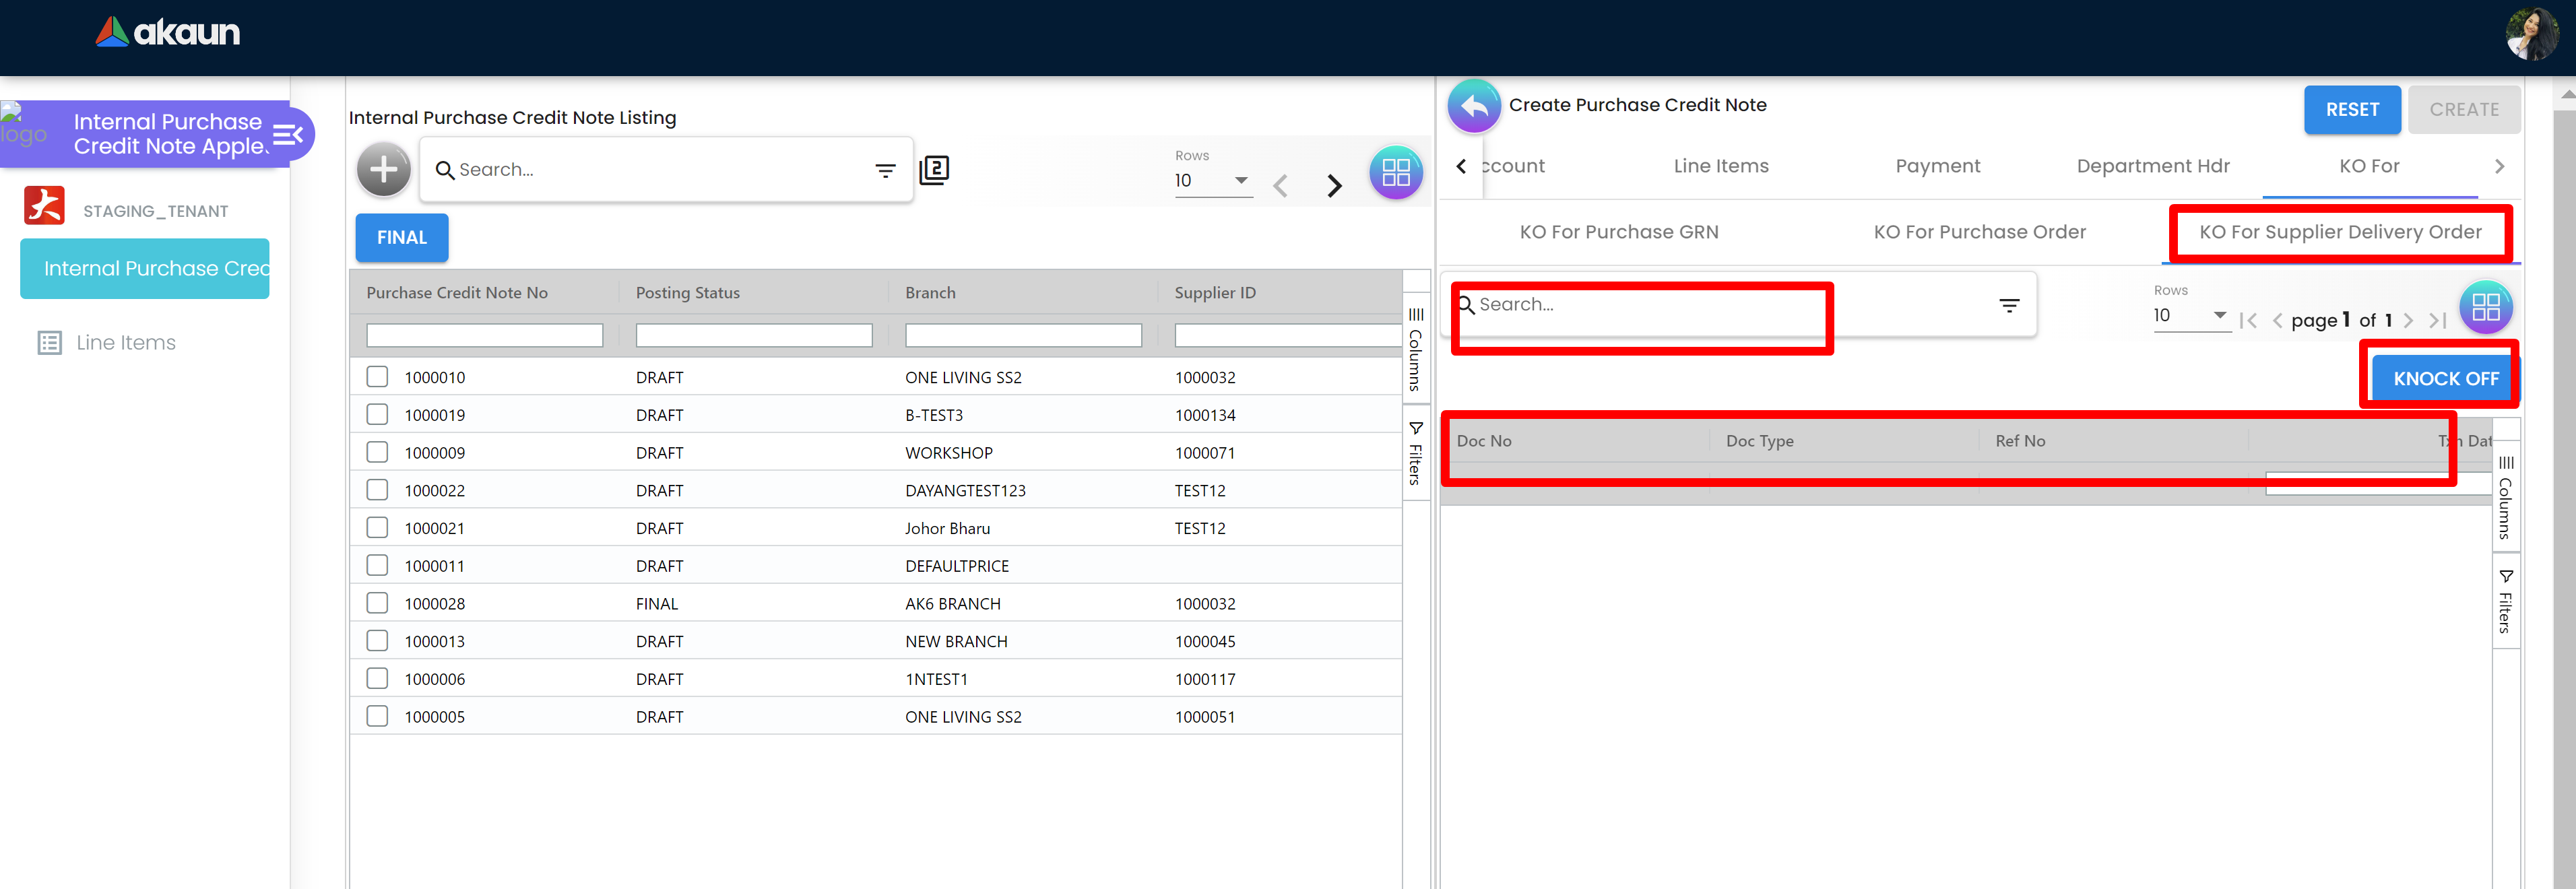 akaun
logo
Internal Purchase
Credit Note Apple.
STAGING_TENANT
Internal Purchase Cred
Line Items
Internal Purchase Credit Note Listing
Search...
2
Rows
10
FINAL
Purchase Credit Note No Posting Status Branch Supplier ID
1000010 DRAFT ONE LIVING SS2 1000032
1000019 DRAFT B-TEST3 1000134
1000009 DRAFT WORKSHOP 1000071
1000022 DRAFT DAYANGTEST123 TEST12
1000021 DRAFT Johor Bharu TEST12
1000011 DRAFT DEFAULTPRICE
1000028 FINAL AK6 BRANCH 1000032
1000013 DRAFT NEW BRANCH 1000045
1000006 DRAFT 1NTEST1 1000117
1000005 DRAFT ONE LIVING SS2 1000051
Columns
Filters
Create Purchase Credit Note
RESET CREATE
ccount Line Items Payment Department Hdr KO For
KO For Purchase GRN KO For Purchase Order KO For Supplier Delivery Order
Search...
Rows
10
page 1 of 1
KNOCK OFF
Doc No Doc Type Ref No Txn Dat
Columns
Filters